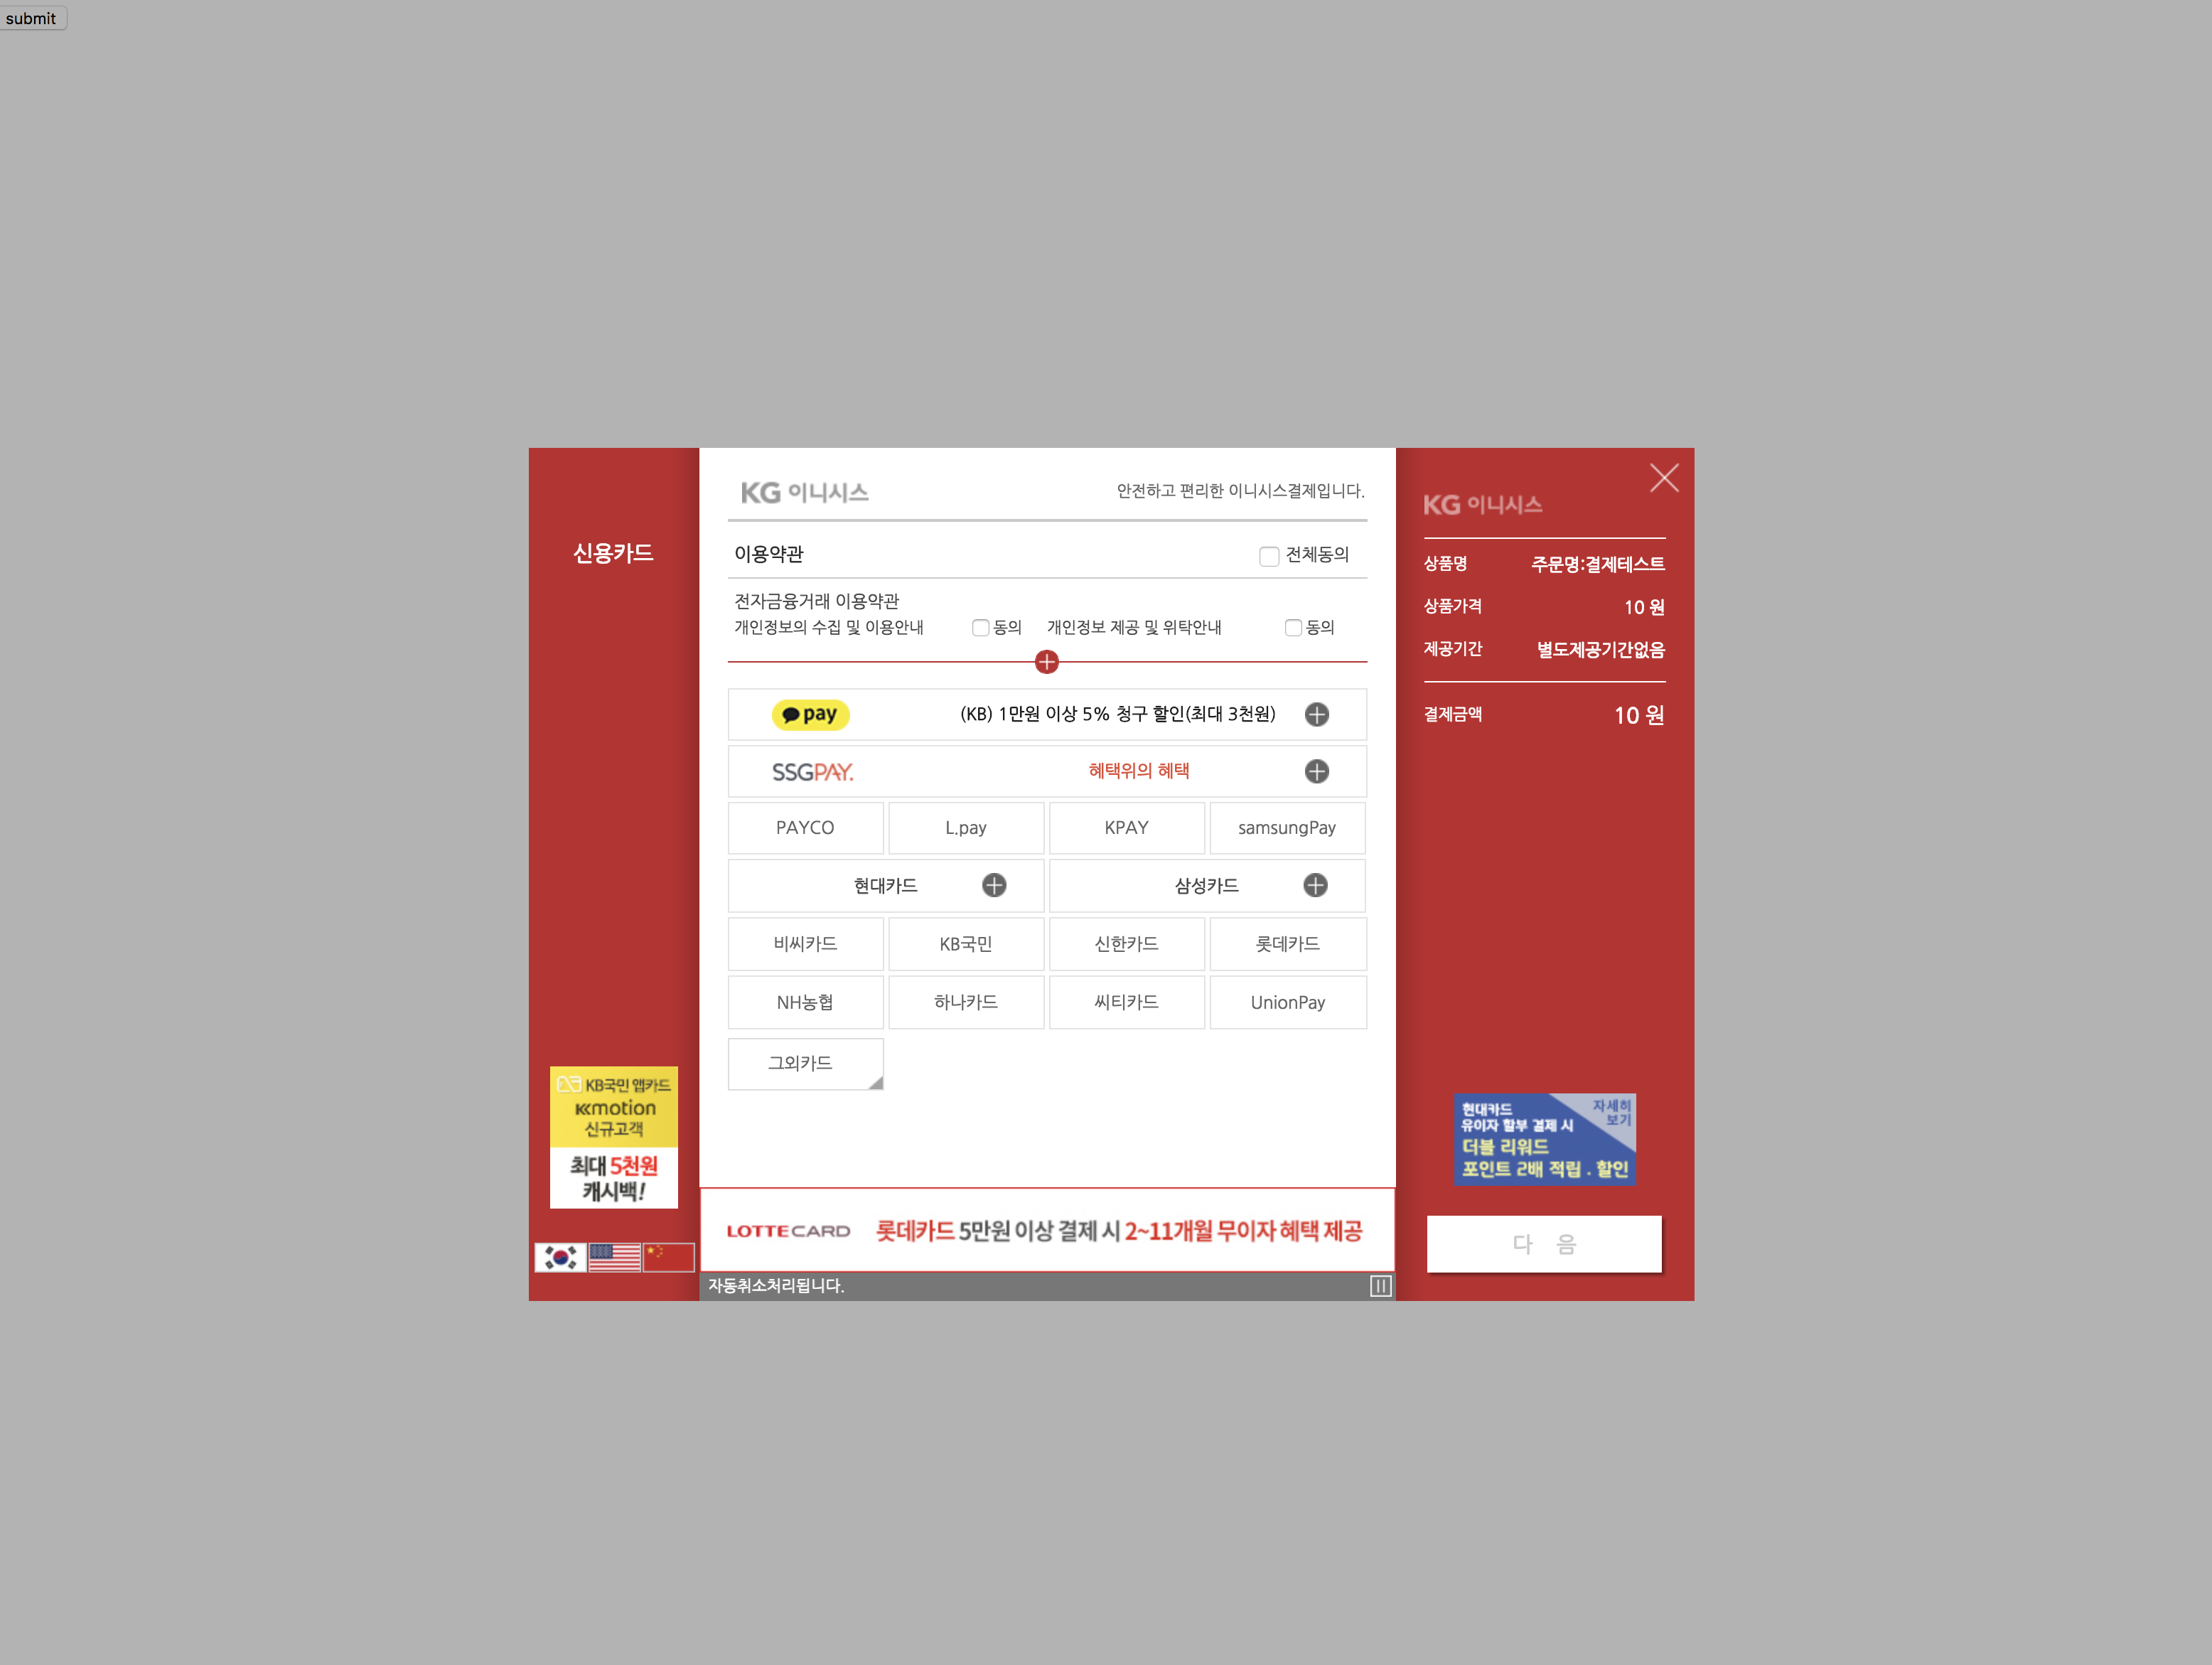 submit
신용카드
KG 이니시스
안전하고 편리한 이니시스결제입니다.
이용약관
전체동의
전자금융거래 이용약관
개인정보의 수집 및 이용안내 동의 개인정보 제공 및 위탁안내 동의
pay (KB) 1만원 이상 5% 청구 할인(최대 3천원)
SSGPAY. 혜택위의 혜택
PAYCO L.pay KPAY samsungPay
현대카드 삼성카드
비씨카드 KB국민 신한카드 롯데카드
NH농협 하나카드 씨티카드 UnionPay
그외카드
LOTTE CARD 롯데카드 5만원 이상 결제 시 2~11개월 무이자 혜택 제공
자동취소처리됩니다.
KB국민 앱카드
K-motion
신규고객
최대 5천원
캐시백!
KG 이니시스
상품명 주문명:결제테스트
상품가격 10 원
제공기간 별도제공기간없음
결제금액 10 원
현대카드
유이자 할부 결제 시
더블 리워드
포인트 2배 적립 . 할인
자세히
보기
다 음